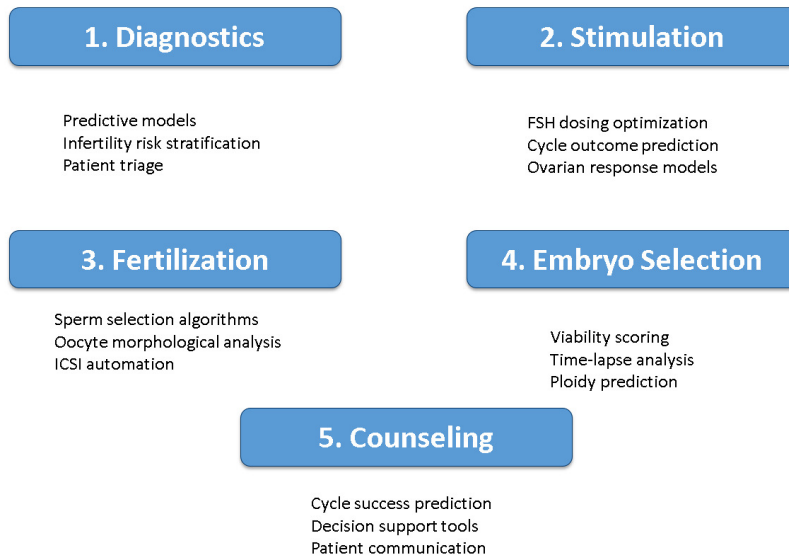 1. Diagnostics
Predictive models
Infertility risk stratification
Patient triage
2. Stimulation
FSH dosing optimization
Cycle outcome prediction
Ovarian response models
3. Fertilization
Sperm selection algorithms
Oocyte morphological analysis
ICSI automation
4. Embryo Selection
Viability scoring
Time-lapse analysis
Ploidy prediction
5. Counseling
Cycle success prediction
Decision support tools
Patient communication